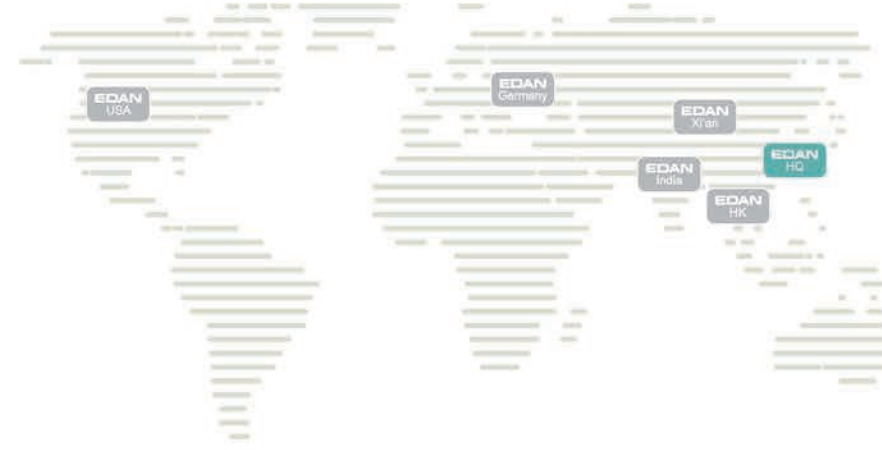 EDAN
USA
EDAN
Germany
EDAN
Xi'an
EDAN
HQ
EDAN
India
EDAN
HK